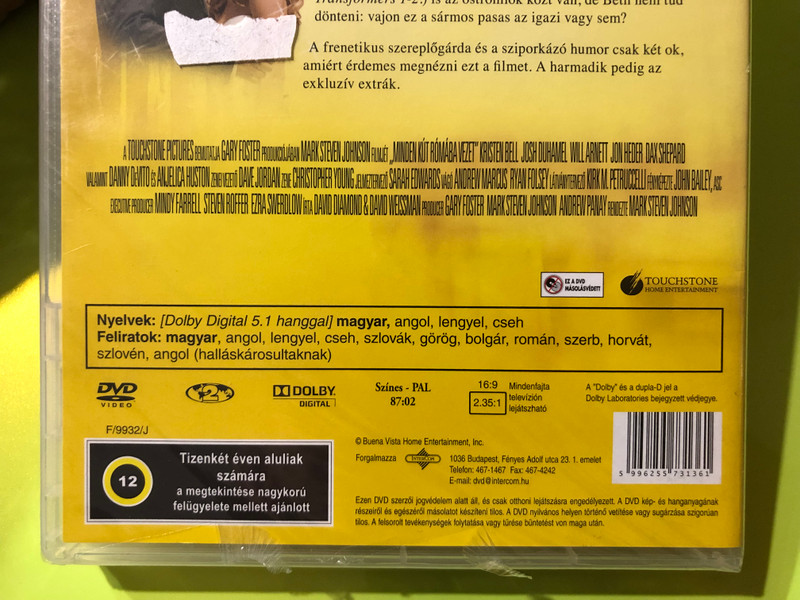 Transformers 1-2.) is az ostromlók közt van, de Beth nem tud
dönteni: vajon ez a sármos pasas az igazi vagy sem?
A frenetikus szereplőgárda és a sziporkázó humor csak két ok,
amiért érdemes megnézni ezt a filmet. A harmadik pedig az
exkluzív extrák.
A TOUCHSTONE PICTURES BEMUTATJA GARY FOSTER PRODUKCIÓJÁBAN MARK STEVEN JOHNSON FILMJÉT „MINDEN KÚT RÓMÁBA VEZET" KRISTEN BELL JOSH DUHAMEL WILL ARNETT JON HEDER DAX SHEPARD
VALAMINT DANNY DEVITO ÉS ANJELICA HUSTON ZENEI VEZETŐ DAVE JORDAN ZENE CHRISTOPHER YOUNG JELMEZTERVEZŐ SARAH EDWARDS VÁGÓ ANDREW MARCUS RYAN FOLSEY LÁTVÁNYTERVEZŐ KIRK M. PETRUCCELLI FÉNYKÉPEZTE JOHN BAILEY, ASC
EXECUTIVE PRODUCER MINDY FARRELL STEVEN ROFFER EZRA SWERDLOW ÍRTA DAVID DIAMOND & DAVID WEISSMAN PRODUCER GARY FOSTER MARK STEVEN JOHNSON ANDREW PANAY RENDEZTE MARK STEVEN JOHNSON
EZ A DVD
MÁSOLÁSVÉDETT!
TOUCHSTONE
HOME ENTERTAINMENT
Nyelvek: [Dolby Digital 5.1 hanggal] magyar, angol, lengyel, cseh
Feliratok: magyar, angol, lengyel, cseh, szlovák, görög, bolgár, román, szerb, horvát,
szlovén, angol (halláskárosultaknak)
DVD
VIDEO
2
DOLBY
DIGITAL
Színes - PAL
87:02
16:9
2.35:1
Mindenfajta
televízión
lejátszható
A "Dolby" és a dupla-D jel a
Dolby Laboratories bejegyzett védjegye.
F/9932/J
12
Tizenkét éven aluliak
számára
a megtekintése nagykorú
felügyelete mellett ajánlott
© Buena Vista Home Entertainment, Inc.
Forgalmazza
INTERCOM
1036 Budapest, Fényes Adolf utca 23. 1. emelet
Telefon: 467-1467 Fax: 467-4242
E-mail: dvd@intercom.hu
5 996255 731361
Ezen DVD szerzői jogvédelem alatt áll, és csak otthoni lejátszásra engedélyezett. A DVD kép- és hanganyagának
részeiről és egészéről másolatot készíteni tilos. A DVD nyilvános helyen történő vetítése vagy sugárzása szigorúan
tilos. A felsorolt tevékenységek folytatása vagy tűrése büntetést von maga után.